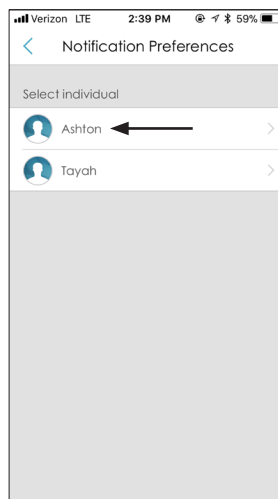 Verizon LTE 2:39 PM 59%
Notification Preferences
Select individual
Ashton
Tayah